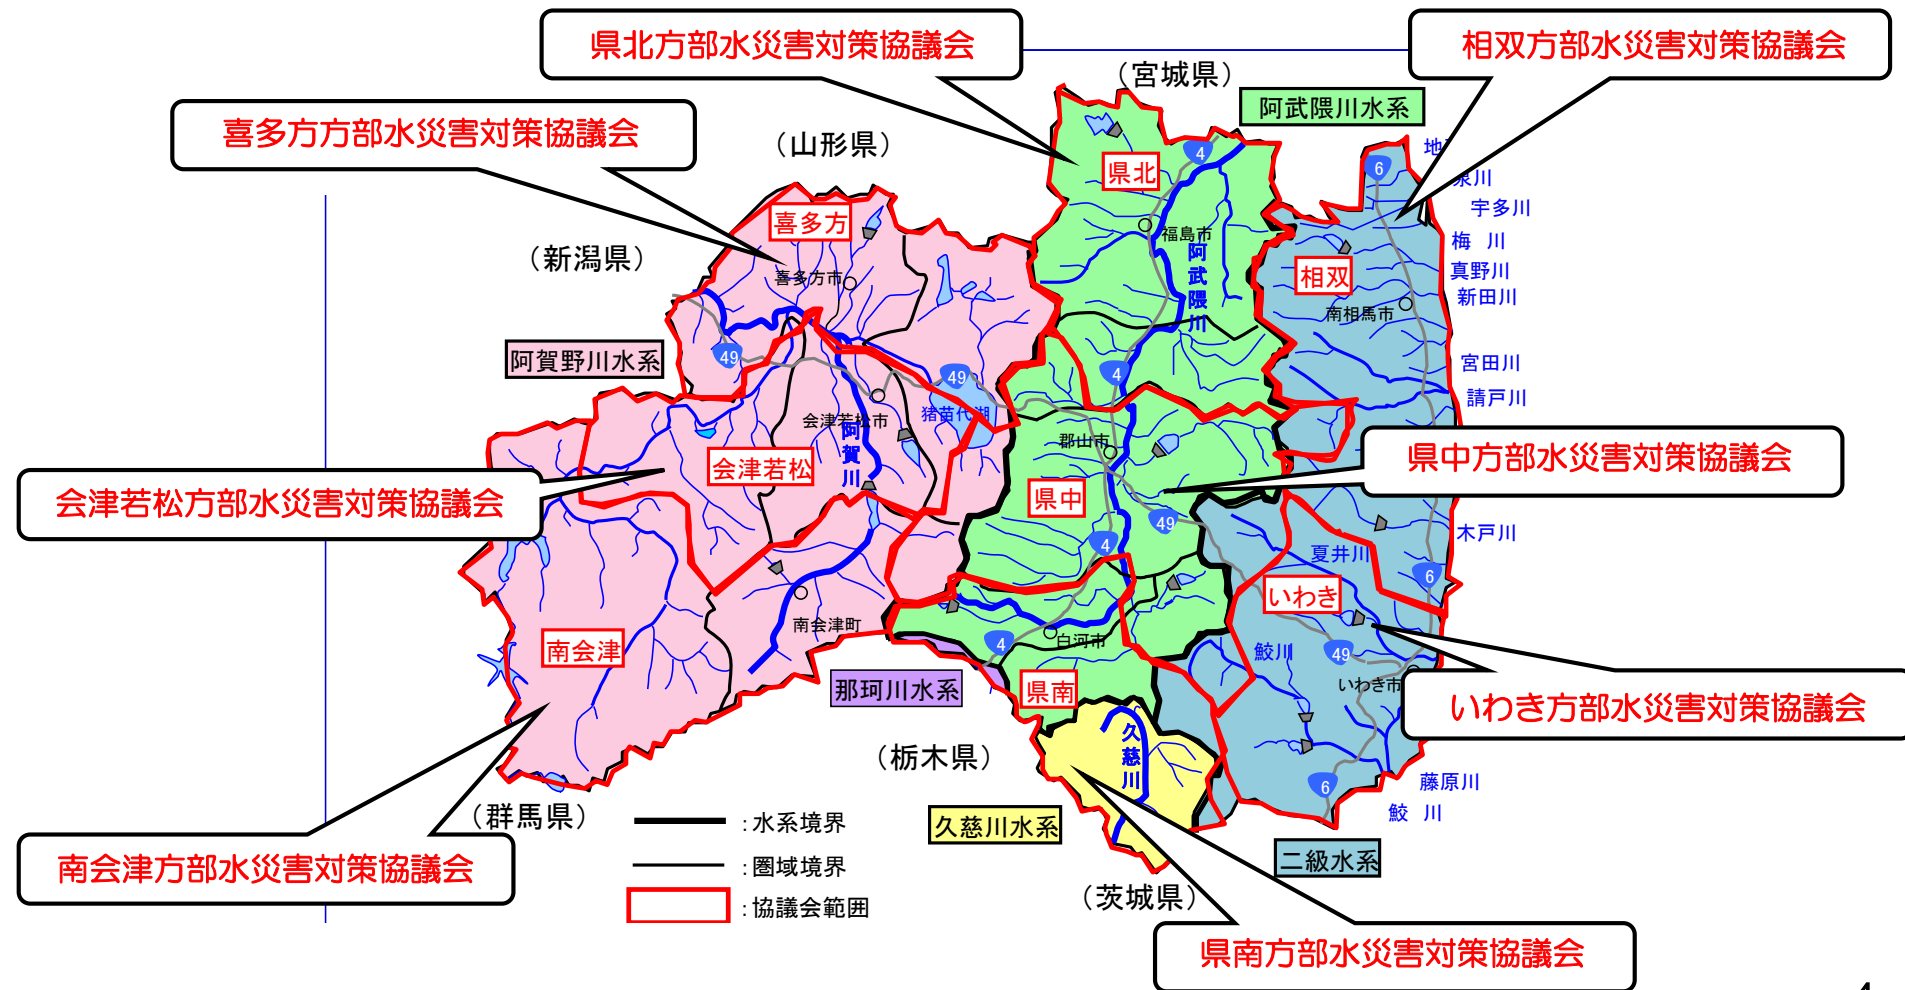 県北方部水災害対策協議会
相双方部水災害対策協議会
（宮城県）
阿武隈川水系
喜多方方部水災害対策協議会
（山形県）
地
泉川
県北
4
6
宇多川
喜多方
福島市
梅 川
（新潟県）
阿武隈川
真野川
喜多方市
相双
新田川
南相馬市
阿賀野川水系
49
宮田川
4
49
請戸川
会津若松市
猪苗代湖
阿賀川
郡山市
県中方部水災害対策協議会
会津若松
会津若松方部水災害対策協議会
県中
49
木戸川
4
夏井川
6
いわき
南会津町
白河市
4
南会津
鮫川
49
那珂川水系
県南
いわき市
いわき方部水災害対策協議会
久慈川
（栃木県）
藤原川
6
鮫 川
（群馬県）
：水系境界
久慈川水系
二級水系
南会津方部水災害対策協議会
：圏域境界
（茨城県）
：協議会範囲
県南方部水災害対策協議会